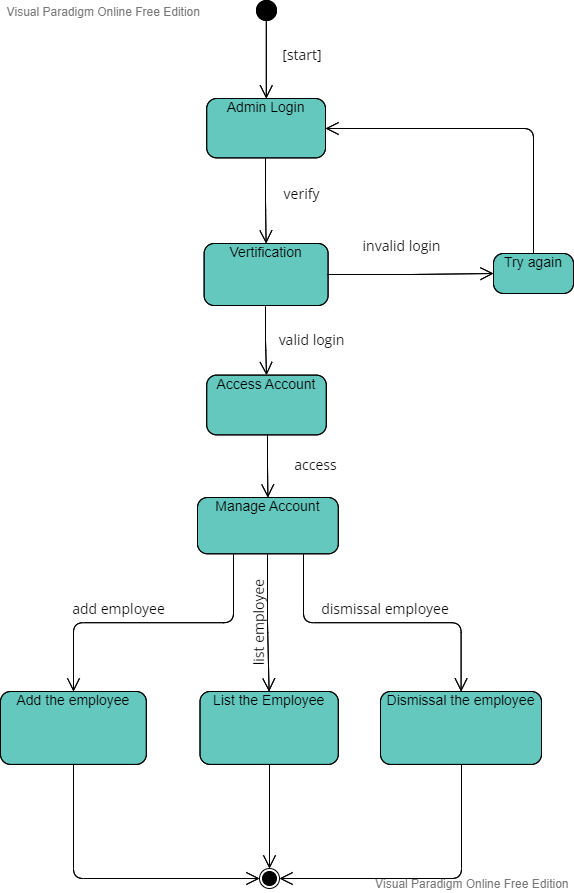 Visual Paradigm Online Free Edition
[start]
Admin Login
verify
Vertification
invalid login
Try again
valid login
Access Account
access
Manage Account
add employee
list employee
dismissal employee
Add the employee
List the Employee
Dismissal the employee
Visual Paradigm Online Free Edition